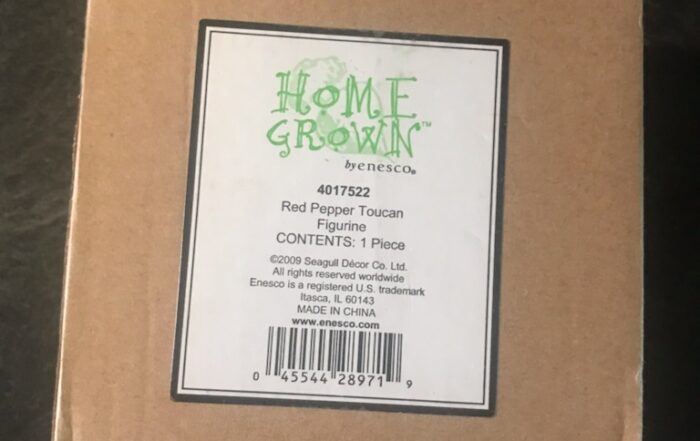 HOME
GROWN™
by enesco®
4017522
Red Pepper Toucan
Figurine
CONTENTS: 1 Piece
©2009 Seagull Décor Co. Ltd.
All rights reserved worldwide
Enesco is a registered U.S. trademark
Itasca, IL 60143
MADE IN CHINA
www.enesco.com
0 45544 28971 9